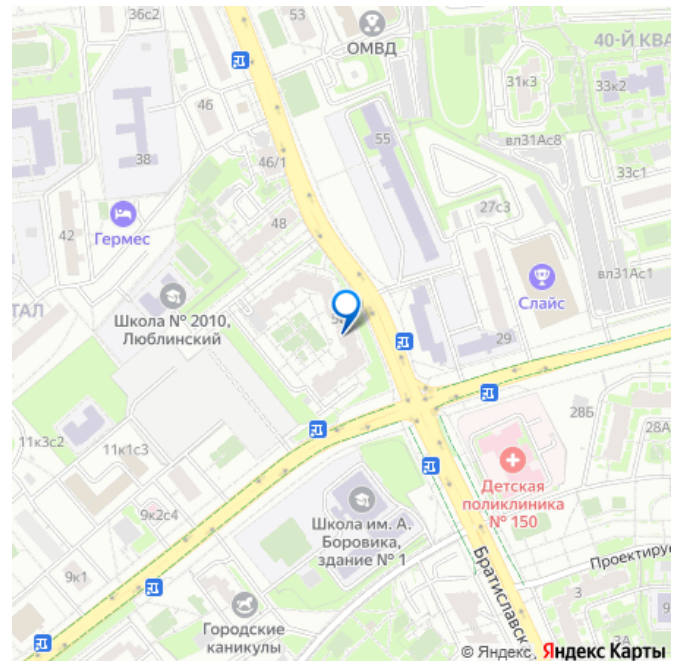 36с2
53
ОМВД
40-Й КВА
31к3
33к2
46
55
38
вл31Ас8
46/1
33с1
27с3
48
42
Гермес
вл31Ас1
Слайс
ТАЛ
Школа № 2010,
Люблинский
29
28Б
28А
11к3с2
11к1с3
Детская
поликлиника
№ 150
9к2с4
Школа им. А.
Боровика,
здание № 1
Братиславск
Проектирус
9к1
3
9
Городские
каникулы
3А
© Яндекс
Яндекс Карты